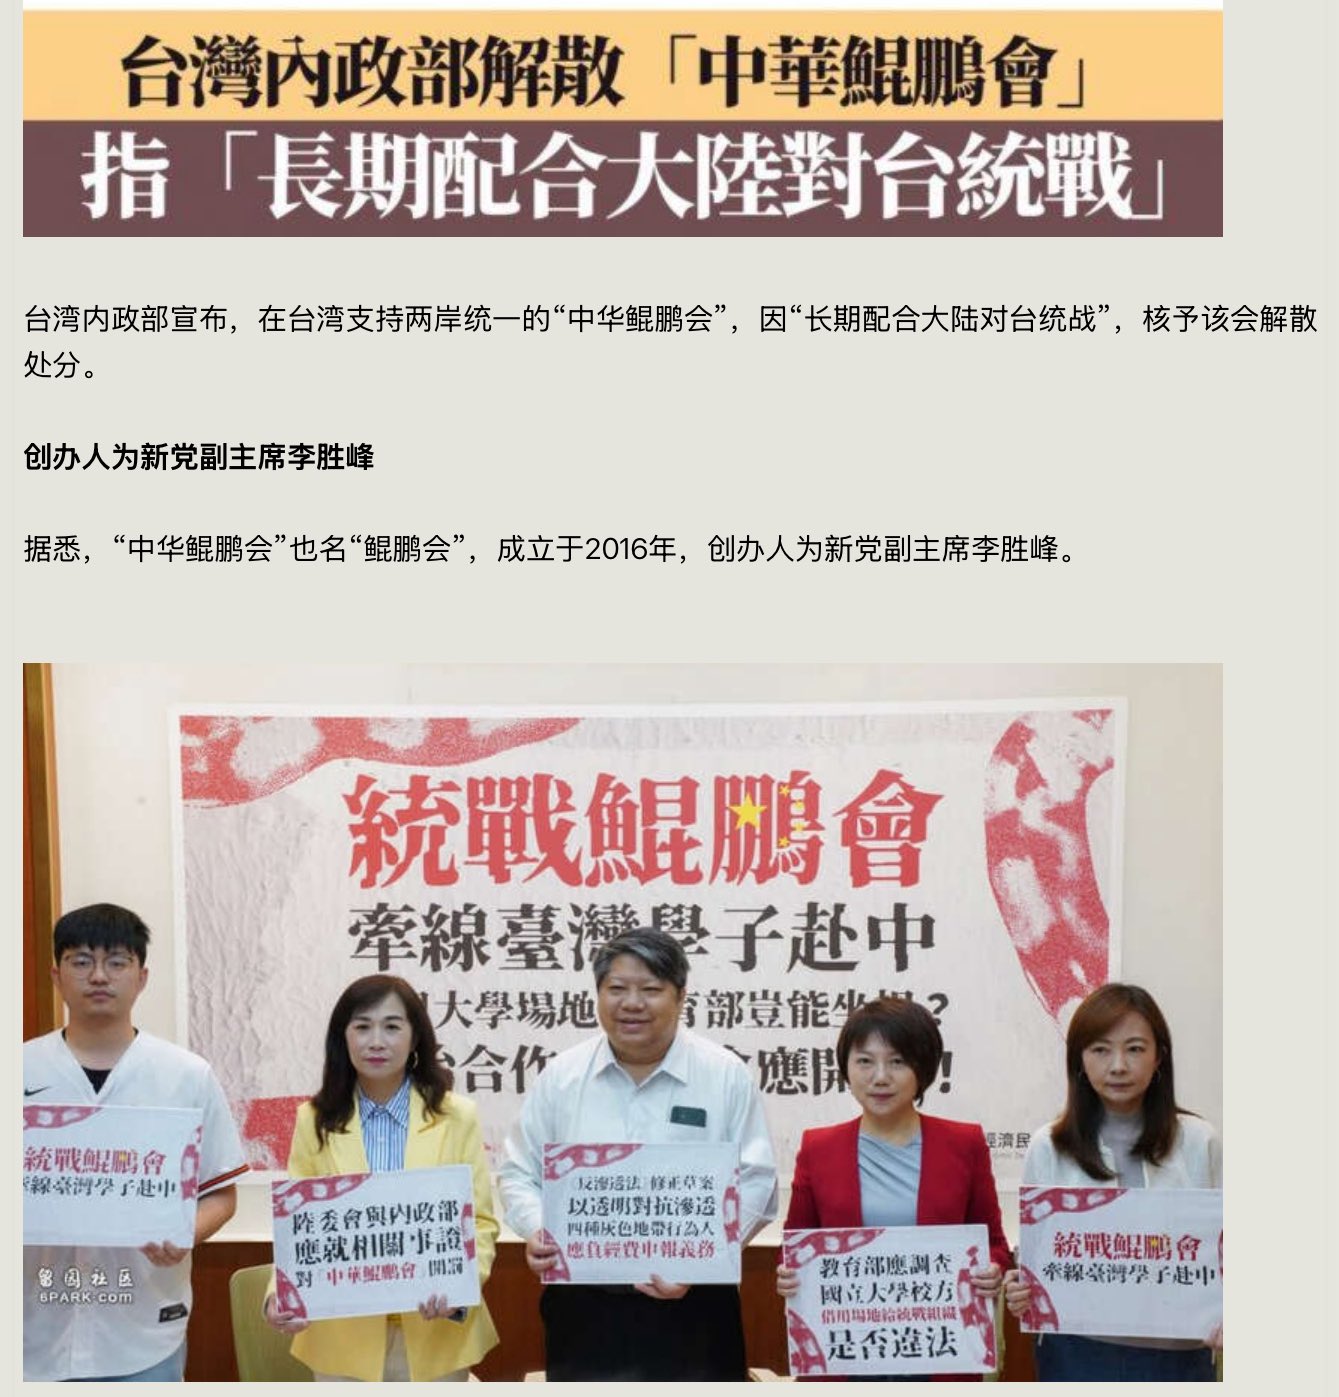 台灣內政部解散「中華鯤鵬會」
指「長期配合大陸對台統戰」
台湾内政部宣布，在台湾支持两岸统一的“中华鲲鹏会”，因“长期配合大陆对台统战”，核予该会解散
处分。
创办人为新党副主席李胜峰
据悉，“中华鲲鹏会”也名“鲲鹏会”，成立于2016年，创办人为新党副主席李胜峰。
統戰鯤鵬會
牽線臺灣學子赴中
大學場地 育部豈能坐視？
合作 應開 ！
經濟民
統戰鯤鵬會
牽線臺灣學子赴中
陸委會與內政部
應就相關事證
對「中華鯤鵬會」開罰
《反滲透法》修正草案
以透明對抗滲透
四種灰色地帶行為人
應負經費申報義務
教育部應調查
國立大學校方
借用場地給統戰組織
是否違法
統戰鯤鵬會
牽線臺灣學子赴中
留园社区
6PARK.com